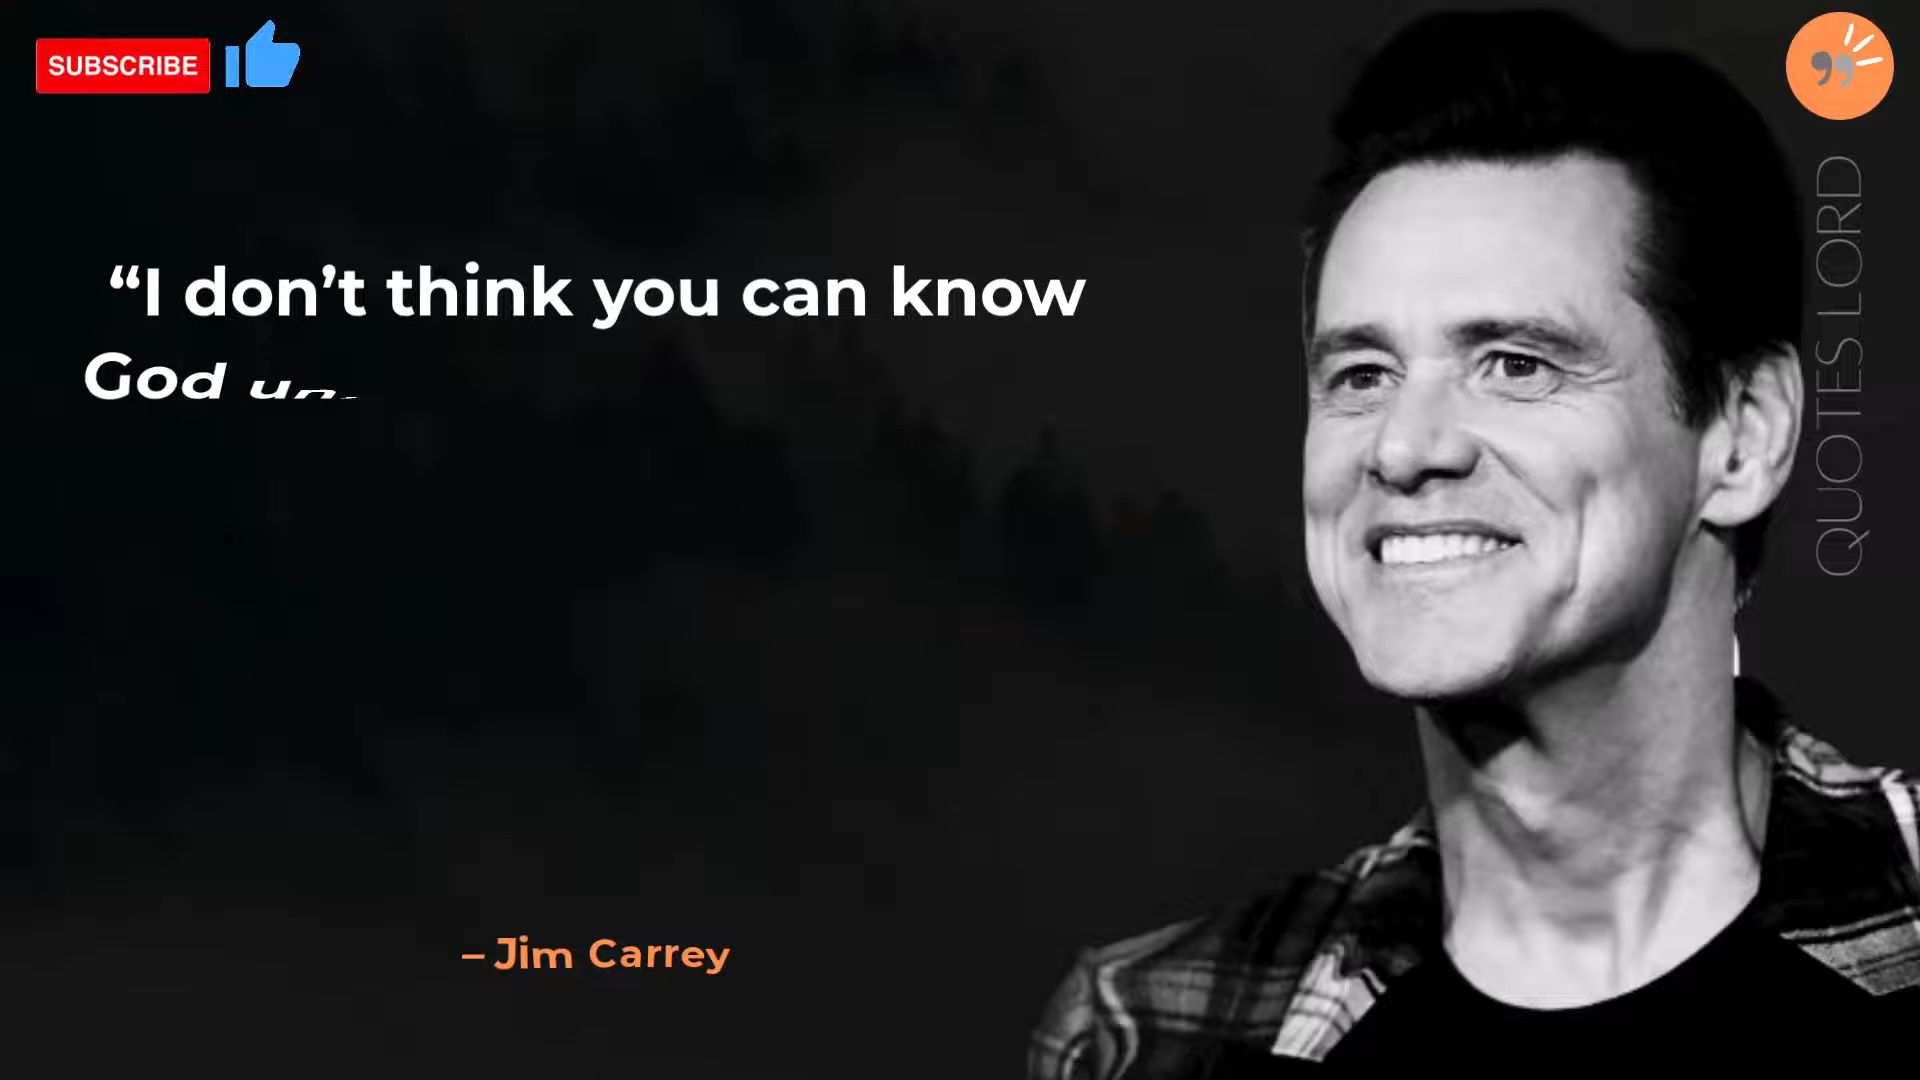 SUBSCRIBE
“I don’t think you can know
God
– Jim Carrey
QUOTES LORD